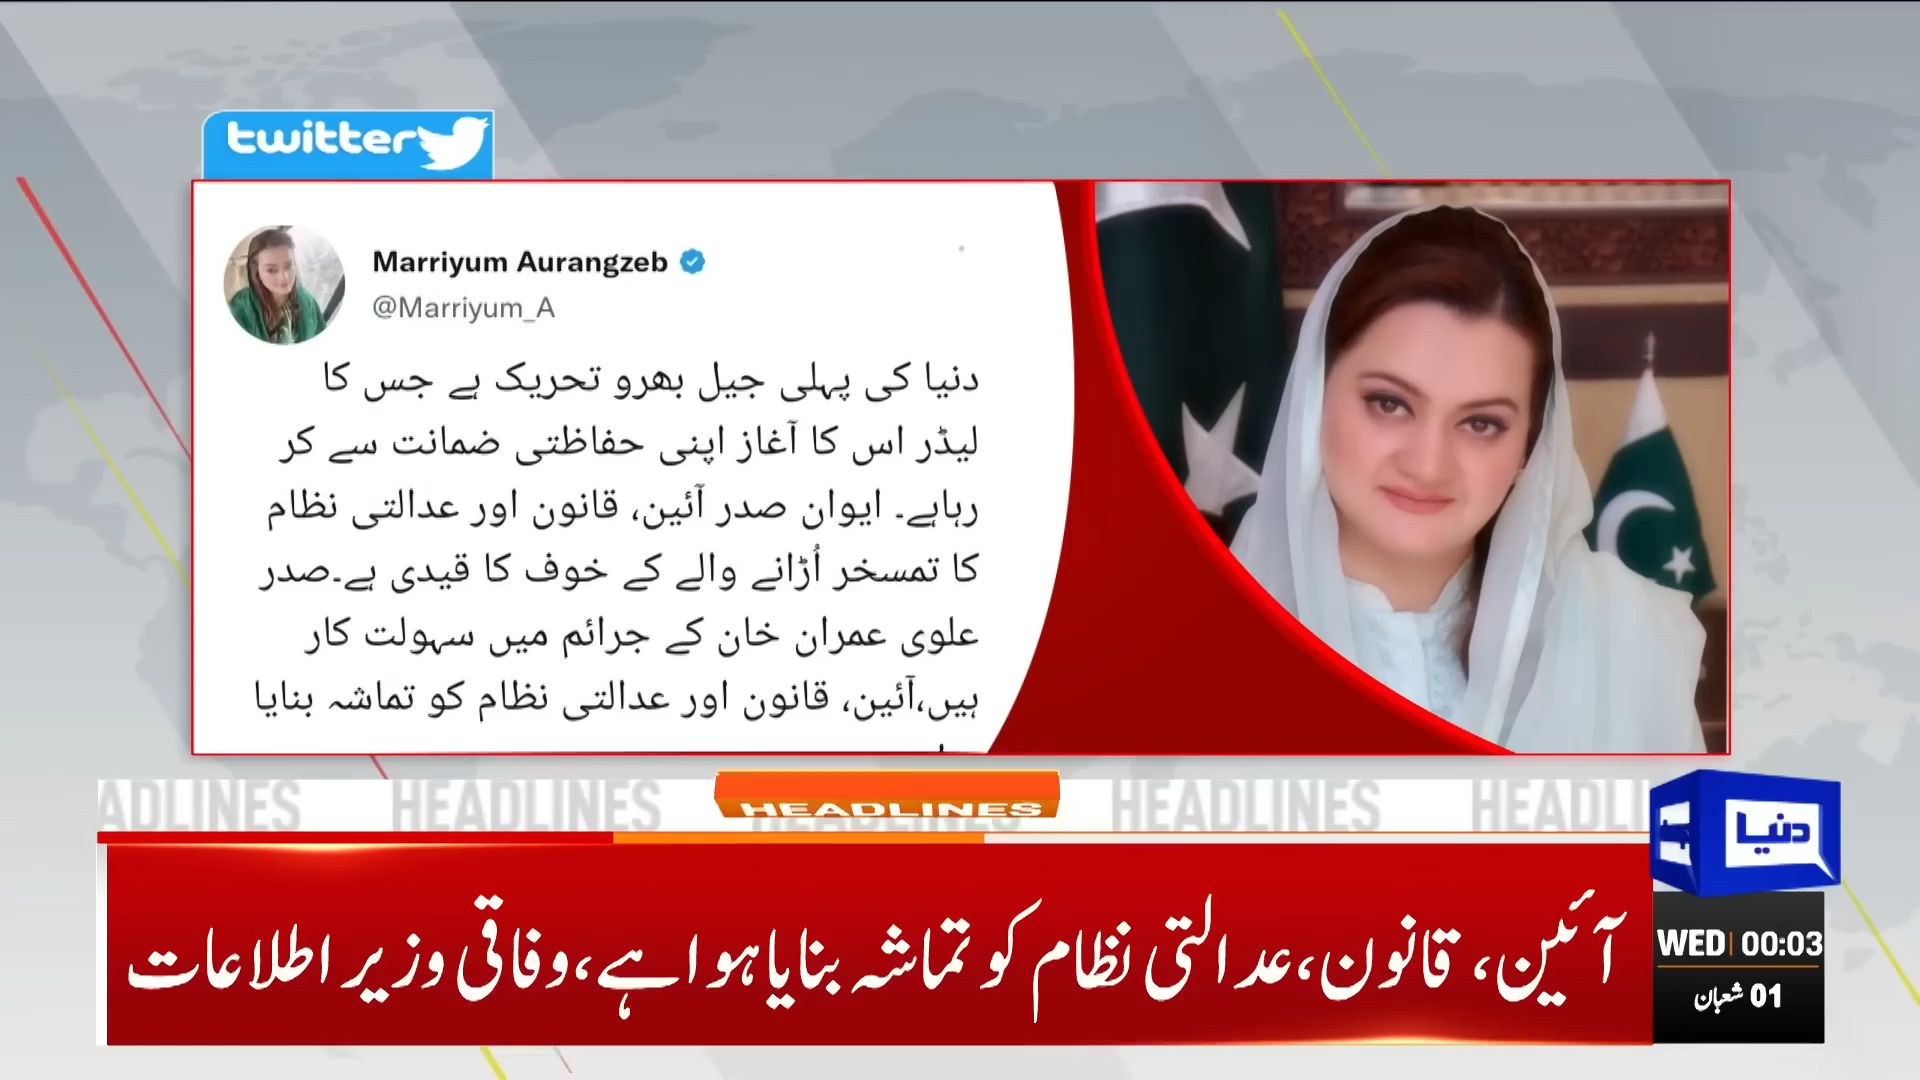 twitter
Marriyum Aurangzeb
@Marriyum_A
دنیا کی پہلی جیل بھرو تحریک ہے جس کا
لیڈر اس کا آغاز اپنی حفاظتی ضمانت سے کر
رہاہے۔ ایوان صدر آئین، قانون اور عدالتی نظام
کا تمسخر اُڑانے والے کے خوف کا قیدی ہے۔صدر
علوی عمران خان کے جرائم میں سہولت کار
ہیں،آئین، قانون اور عدالتی نظام کو تماشہ بنایا
ADLINES HEADLINES HEADLINES HEADLINES HEADL
دنیا
آئین، قانون،عدالتی نظام کو تماشہ بنایا ہوا ہے،وفاقی وزیر اطلاعات
WED 00:03
01 شعبان